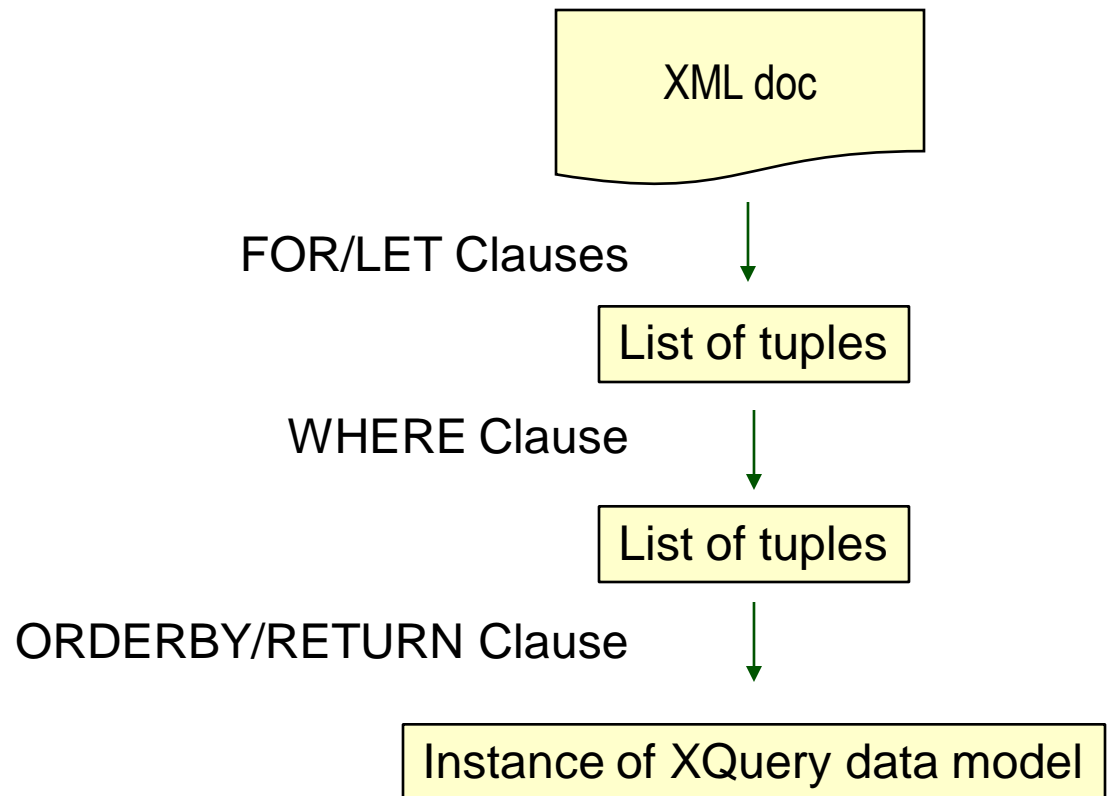 XML doc
FOR/LET Clauses
List of tuples
WHERE Clause
List of tuples
ORDERBY/RETURN Clause
Instance of XQuery data model